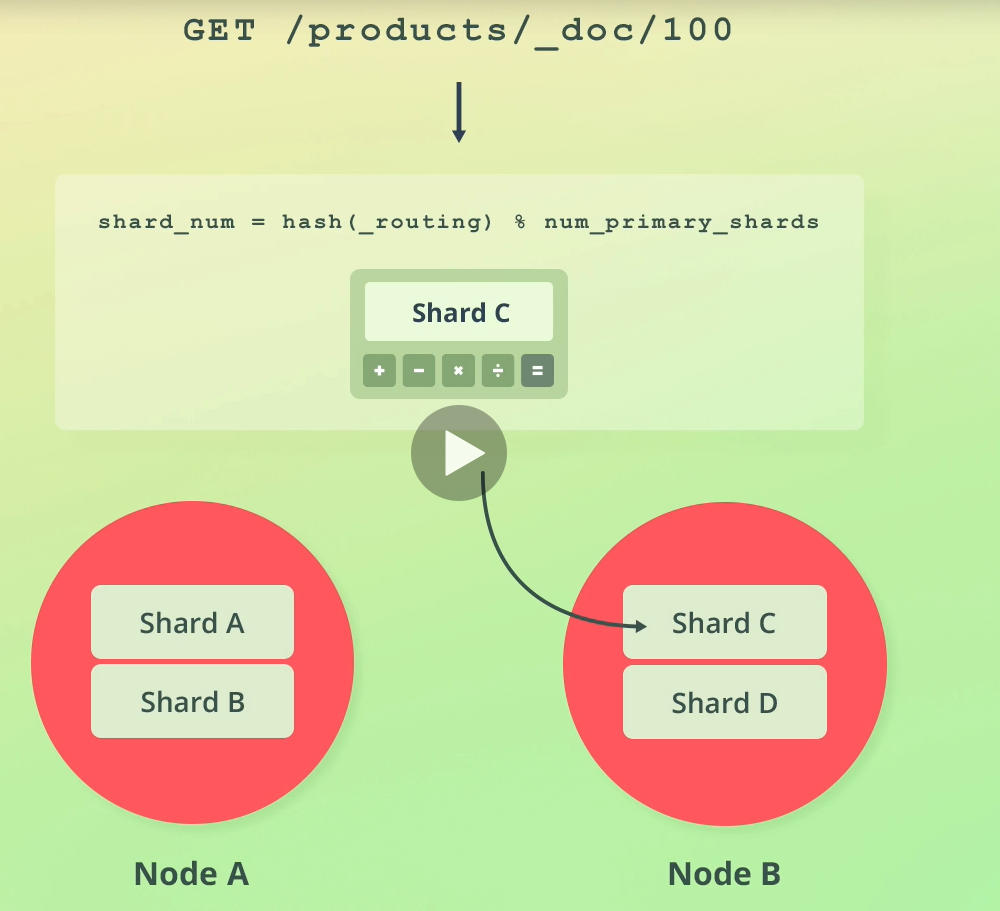 GET /products/_doc/100
shard_num = hash(_routing) % num_primary_shards
Shard C
+ − × ÷ =
Shard A
Shard B
Shard C
Shard D
Node A
Node B